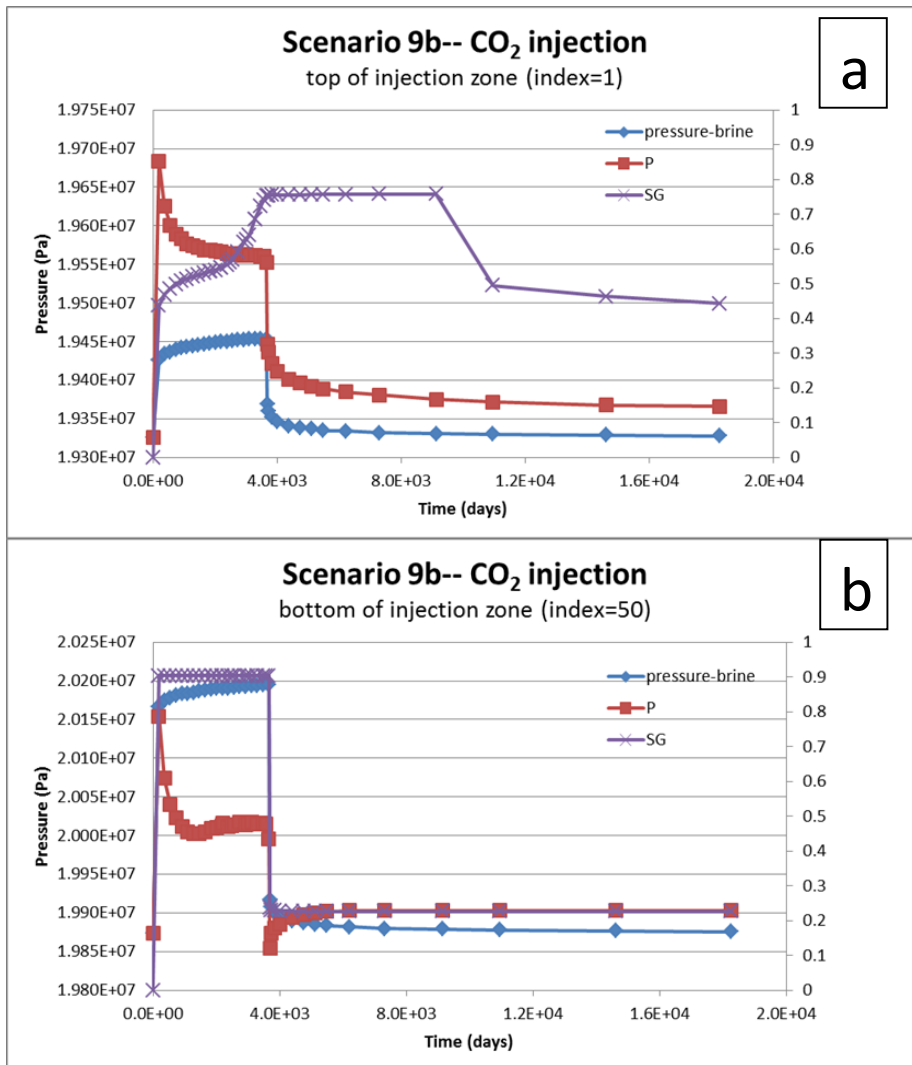 Scenario 9b-- CO2 injection
top of injection zone (index=1)
a
1.975E+07
1.970E+07
1.965E+07
1.960E+07
1.955E+07
1.950E+07
1.945E+07
1.940E+07
1.935E+07
1.930E+07
Pressure (Pa)
pressure-brine
P
SG
1
0.9
0.8
0.7
0.6
0.5
0.4
0.3
0.2
0.1
0
0.0E+00 4.0E+03 8.0E+03 1.2E+04 1.6E+04 2.0E+04
Time (days)
Scenario 9b-- CO2 injection
bottom of injection zone (index=50)
b
2.025E+07
2.020E+07
2.015E+07
2.010E+07
2.005E+07
2.000E+07
1.995E+07
1.990E+07
1.985E+07
1.980E+07
Pressure (Pa)
pressure-brine
P
SG
1
0.9
0.8
0.7
0.6
0.5
0.4
0.3
0.2
0.1
0
0.0E+00 4.0E+03 8.0E+03 1.2E+04 1.6E+04 2.0E+04
Time (days)